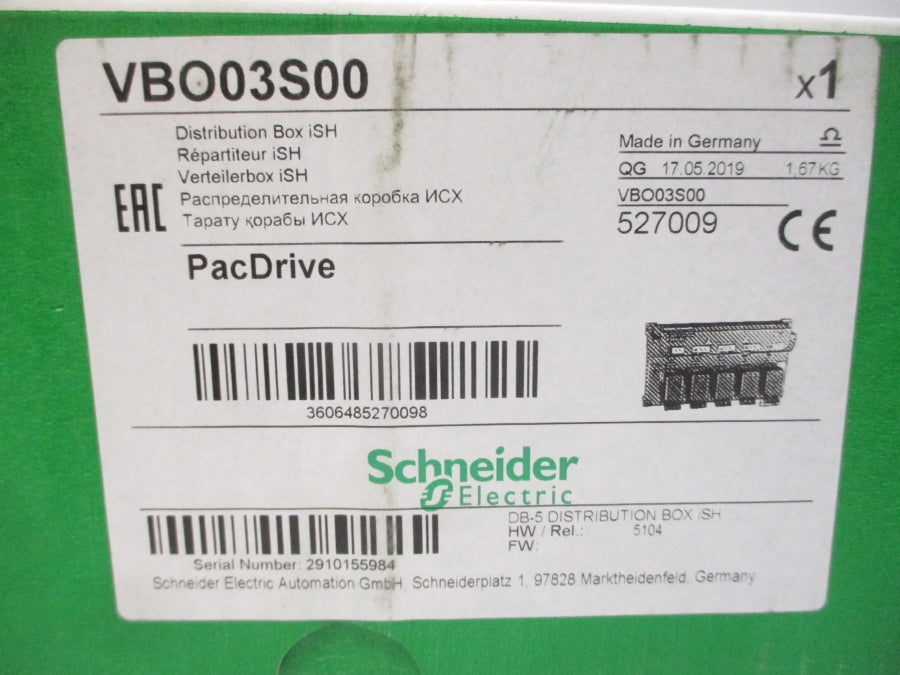 VBO03S00
x1
Distribution Box iSH
Répartiteur iSH
Verteilerbox iSH
Распределительная коробка ИСХ
Тарату қорабы ИСХ
EAC
Made in Germany
QG 17.05.2019 1,67KG
VBO03S00
527009
CE
PacDrive
3606485270098
Schneider
Electric
DB-5 DISTRIBUTION BOX iSH
HW / Rel.: 5104
FW:
Serial Number: 2910155984
Schneider Electric Automation GmbH, Schneiderplatz 1, 97828 Marktheidenfeld, Germany